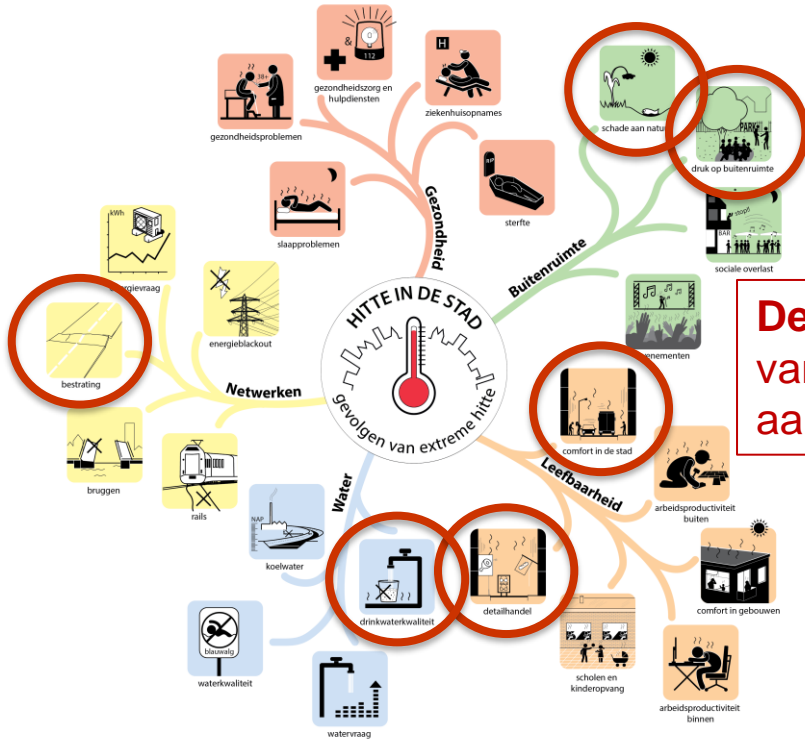 &
112
gezondheidszorg en
hulpdiensten
38+
gezondheidsproblemen
H
ziekenhuisopnames
slaapproblemen
RIP
sterfte
Gezondheid
schade aan natuur
PARK
druk op buitenruimte
stop!!
BAR
sociale overlast
Buitenruimte
evenementen
kWh
energievraag
energieblackout
bestrating
Netwerken
bruggen
rails
HITTE IN DE STAD
gevolgen van extreme hitte
De
van
aa
comfort in de stad
Leefbaarheid
arbeidsproductiviteit
buiten
comfort in gebouwen
detailhandel
scholen en
kinderopvang
arbeidsproductiviteit
binnen
Water
NAP
koelwater
drinkwaterkwaliteit
blauwalg
waterkwaliteit
watervraag